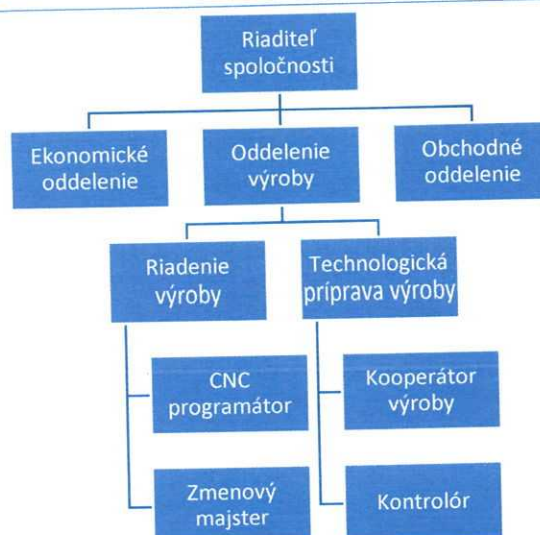 Riaditeľ
spoločnosti
Ekonomické
oddelenie
Oddelenie
výroby
Obchodné
oddelenie
Riadenie
výroby
Technologická
príprava výroby
CNC
programátor
Kooperátor
výroby
Zmenový
majster
Kontrolór